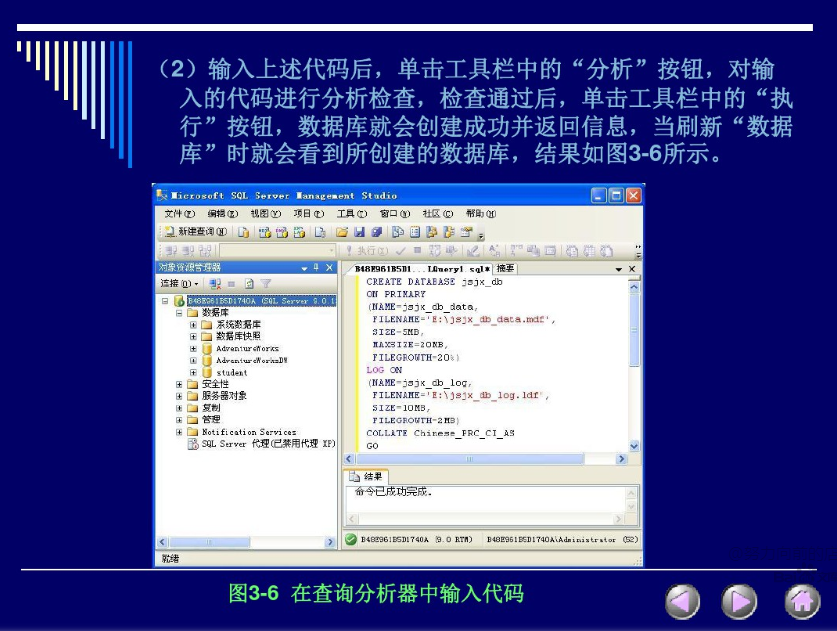 （2）输入上述代码后，单击工具栏中的“分析”按钮，对输
入的代码进行分析检查，检查通过后，单击工具栏中的“执
行”按钮，数据库就会创建成功并返回信息，当刷新“数据
库”时就会看到所创建的数据库，结果如图3-6所示。
Microsoft SQL Server Management Studio
文件(F) 编辑(E) 视图(V) 项目(P) 工具(T) 窗口(W) 社区(C) 帮助(H)
新建查询(N)
执行(X)
对象资源管理器
连接(O)
B48E961B5D1740A (SQL Server 9.0.1
数据库
系统数据库
数据库快照
AdventureWorks
AdventureWorksDW
student
安全性
服务器对象
复制
管理
Notification Services
SQL Server 代理(已禁用代理 XP)
B48E961B5D1...LQuery1.sql* 摘要
CREATE DATABASE jsjx_db
ON PRIMARY
(NAME=jsjx_db_data,
FILENAME='E:\jsjx_db_data.mdf',
SIZE=5MB,
MAXSIZE=20MB,
FILEGROWTH=20%)
LOG ON
(NAME=jsjx_db_log,
FILENAME='E:\jsjx_db_log.ldf',
SIZE=10MB,
FILEGROWTH=2MB)
COLLATE Chinese_PRC_CI_AS
GO
结果
命令已成功完成。
B48E961B5D1740A (9.0 RTM) B48E961B5D1740A\Administrator (52)
就绪
图3-6 在查询分析器中输入代码